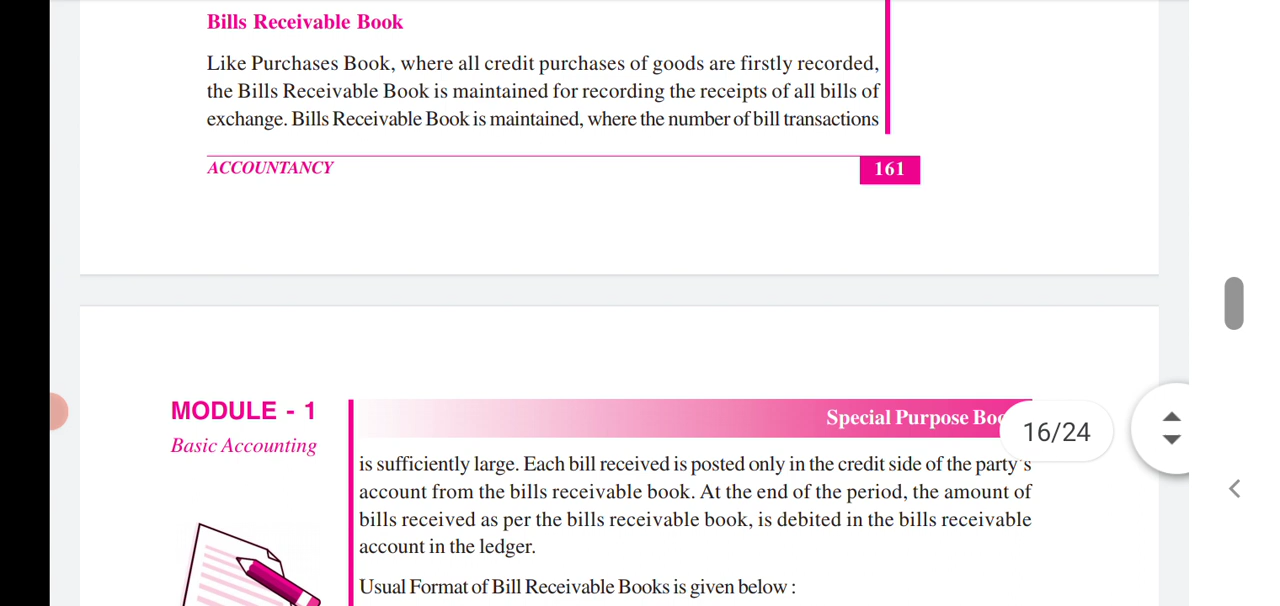 Bills Receivable Book
Like Purchases Book, where all credit purchases of goods are firstly recorded,
the Bills Receivable Book is maintained for recording the receipts of all bills of
exchange. Bills Receivable Book is maintained, where the number of bill transactions
ACCOUNTANCY
161
MODULE - 1
Basic Accounting
Special Purpose
16/24
is sufficiently large. Each bill received is posted only in the credit side of the party's
account from the bills receivable book. At the end of the period, the amount of
bills received as per the bills receivable book, is debited in the bills receivable
account in the ledger.
Usual Format of Bill Receivable Books is given below :